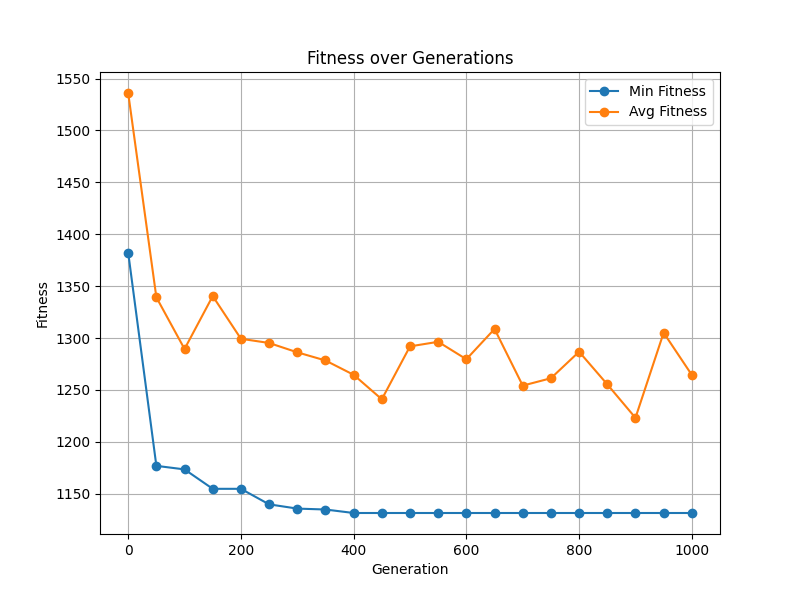 Fitness over Generations
1550
1500
1450
1400
1350
1300
1250
1200
1150
Fitness
Min Fitness
Avg Fitness
0 200 400 600 800 1000
Generation